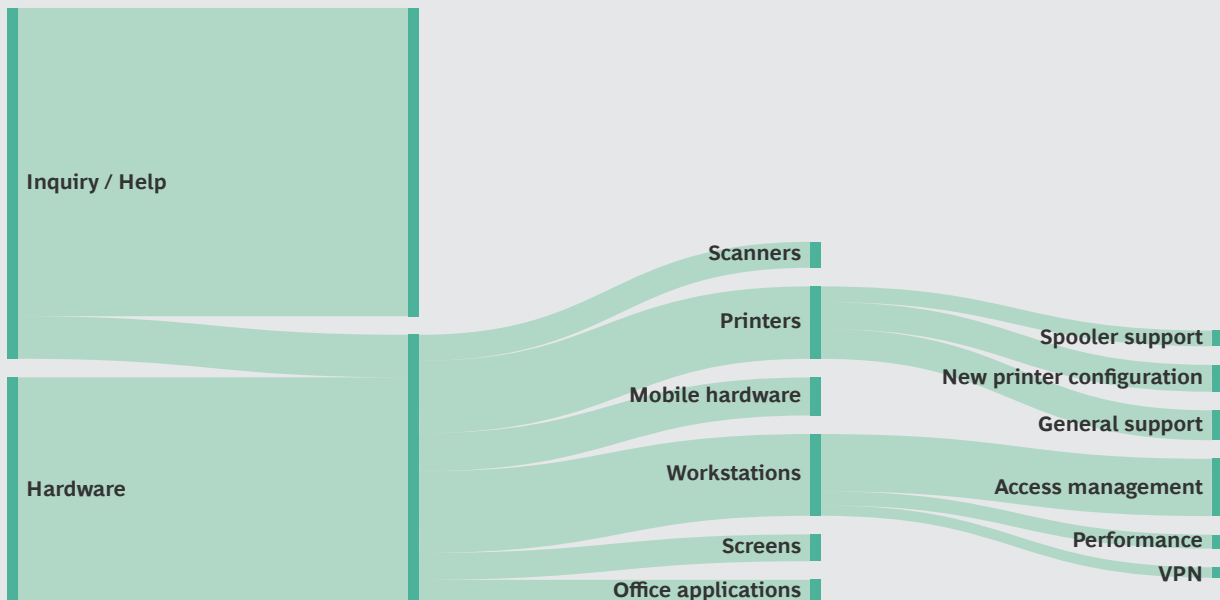 Inquiry / Help
Hardware
Scanners
Printers
Mobile hardware
Workstations
Screens
Office applications
Spooler support
New printer configuration
General support
Access management
Performance
VPN